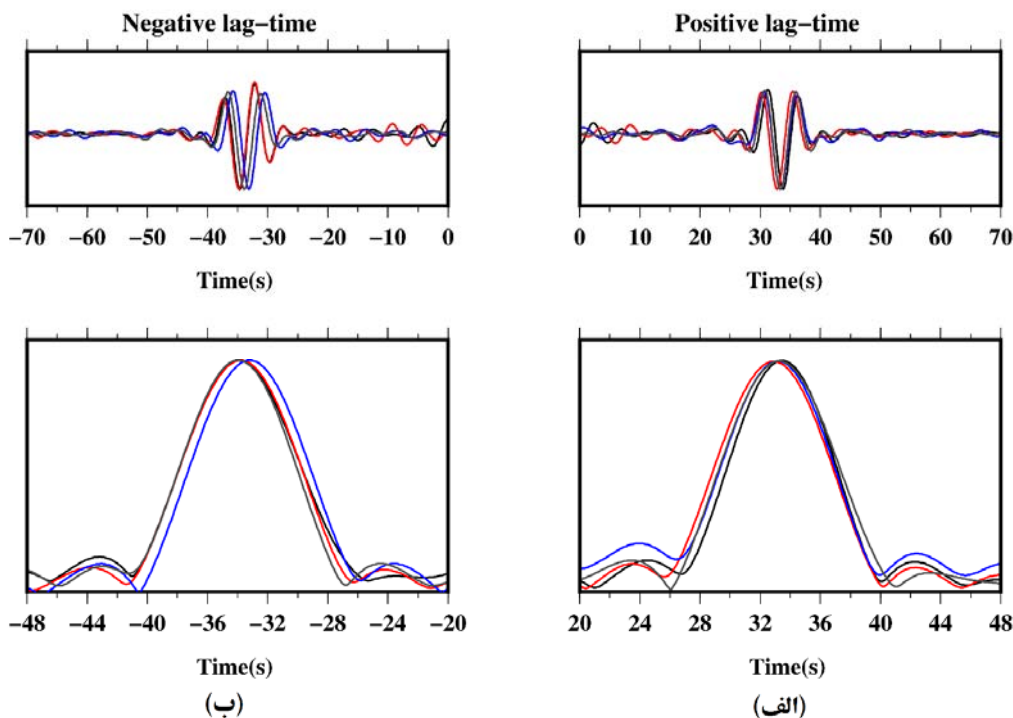 Negative lag-time Positive lag-time
-70 -60 -50 -40 -30 -20 -10 0 0 10 20 30 40 50 60 70
Time(s) Time(s)
-48 -44 -40 -36 -32 -28 -24 -20 20 24 28 32 36 40 44 48
Time(s) Time(s)
(ب) (الف)